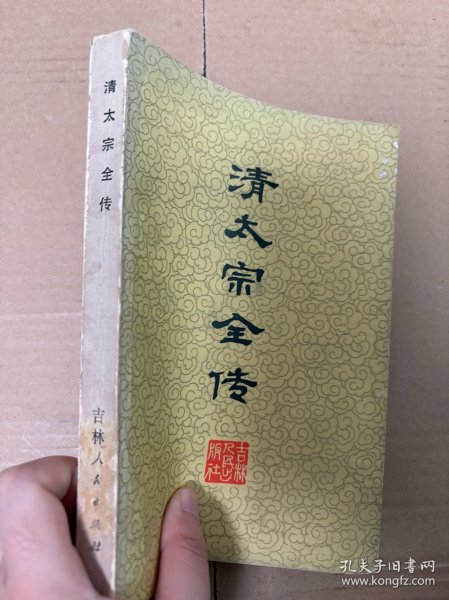 清太宗全传
吉林人民出版社
清太宗全传
吉林
人民出
版社
孔夫子旧书网
www.kongfz.com